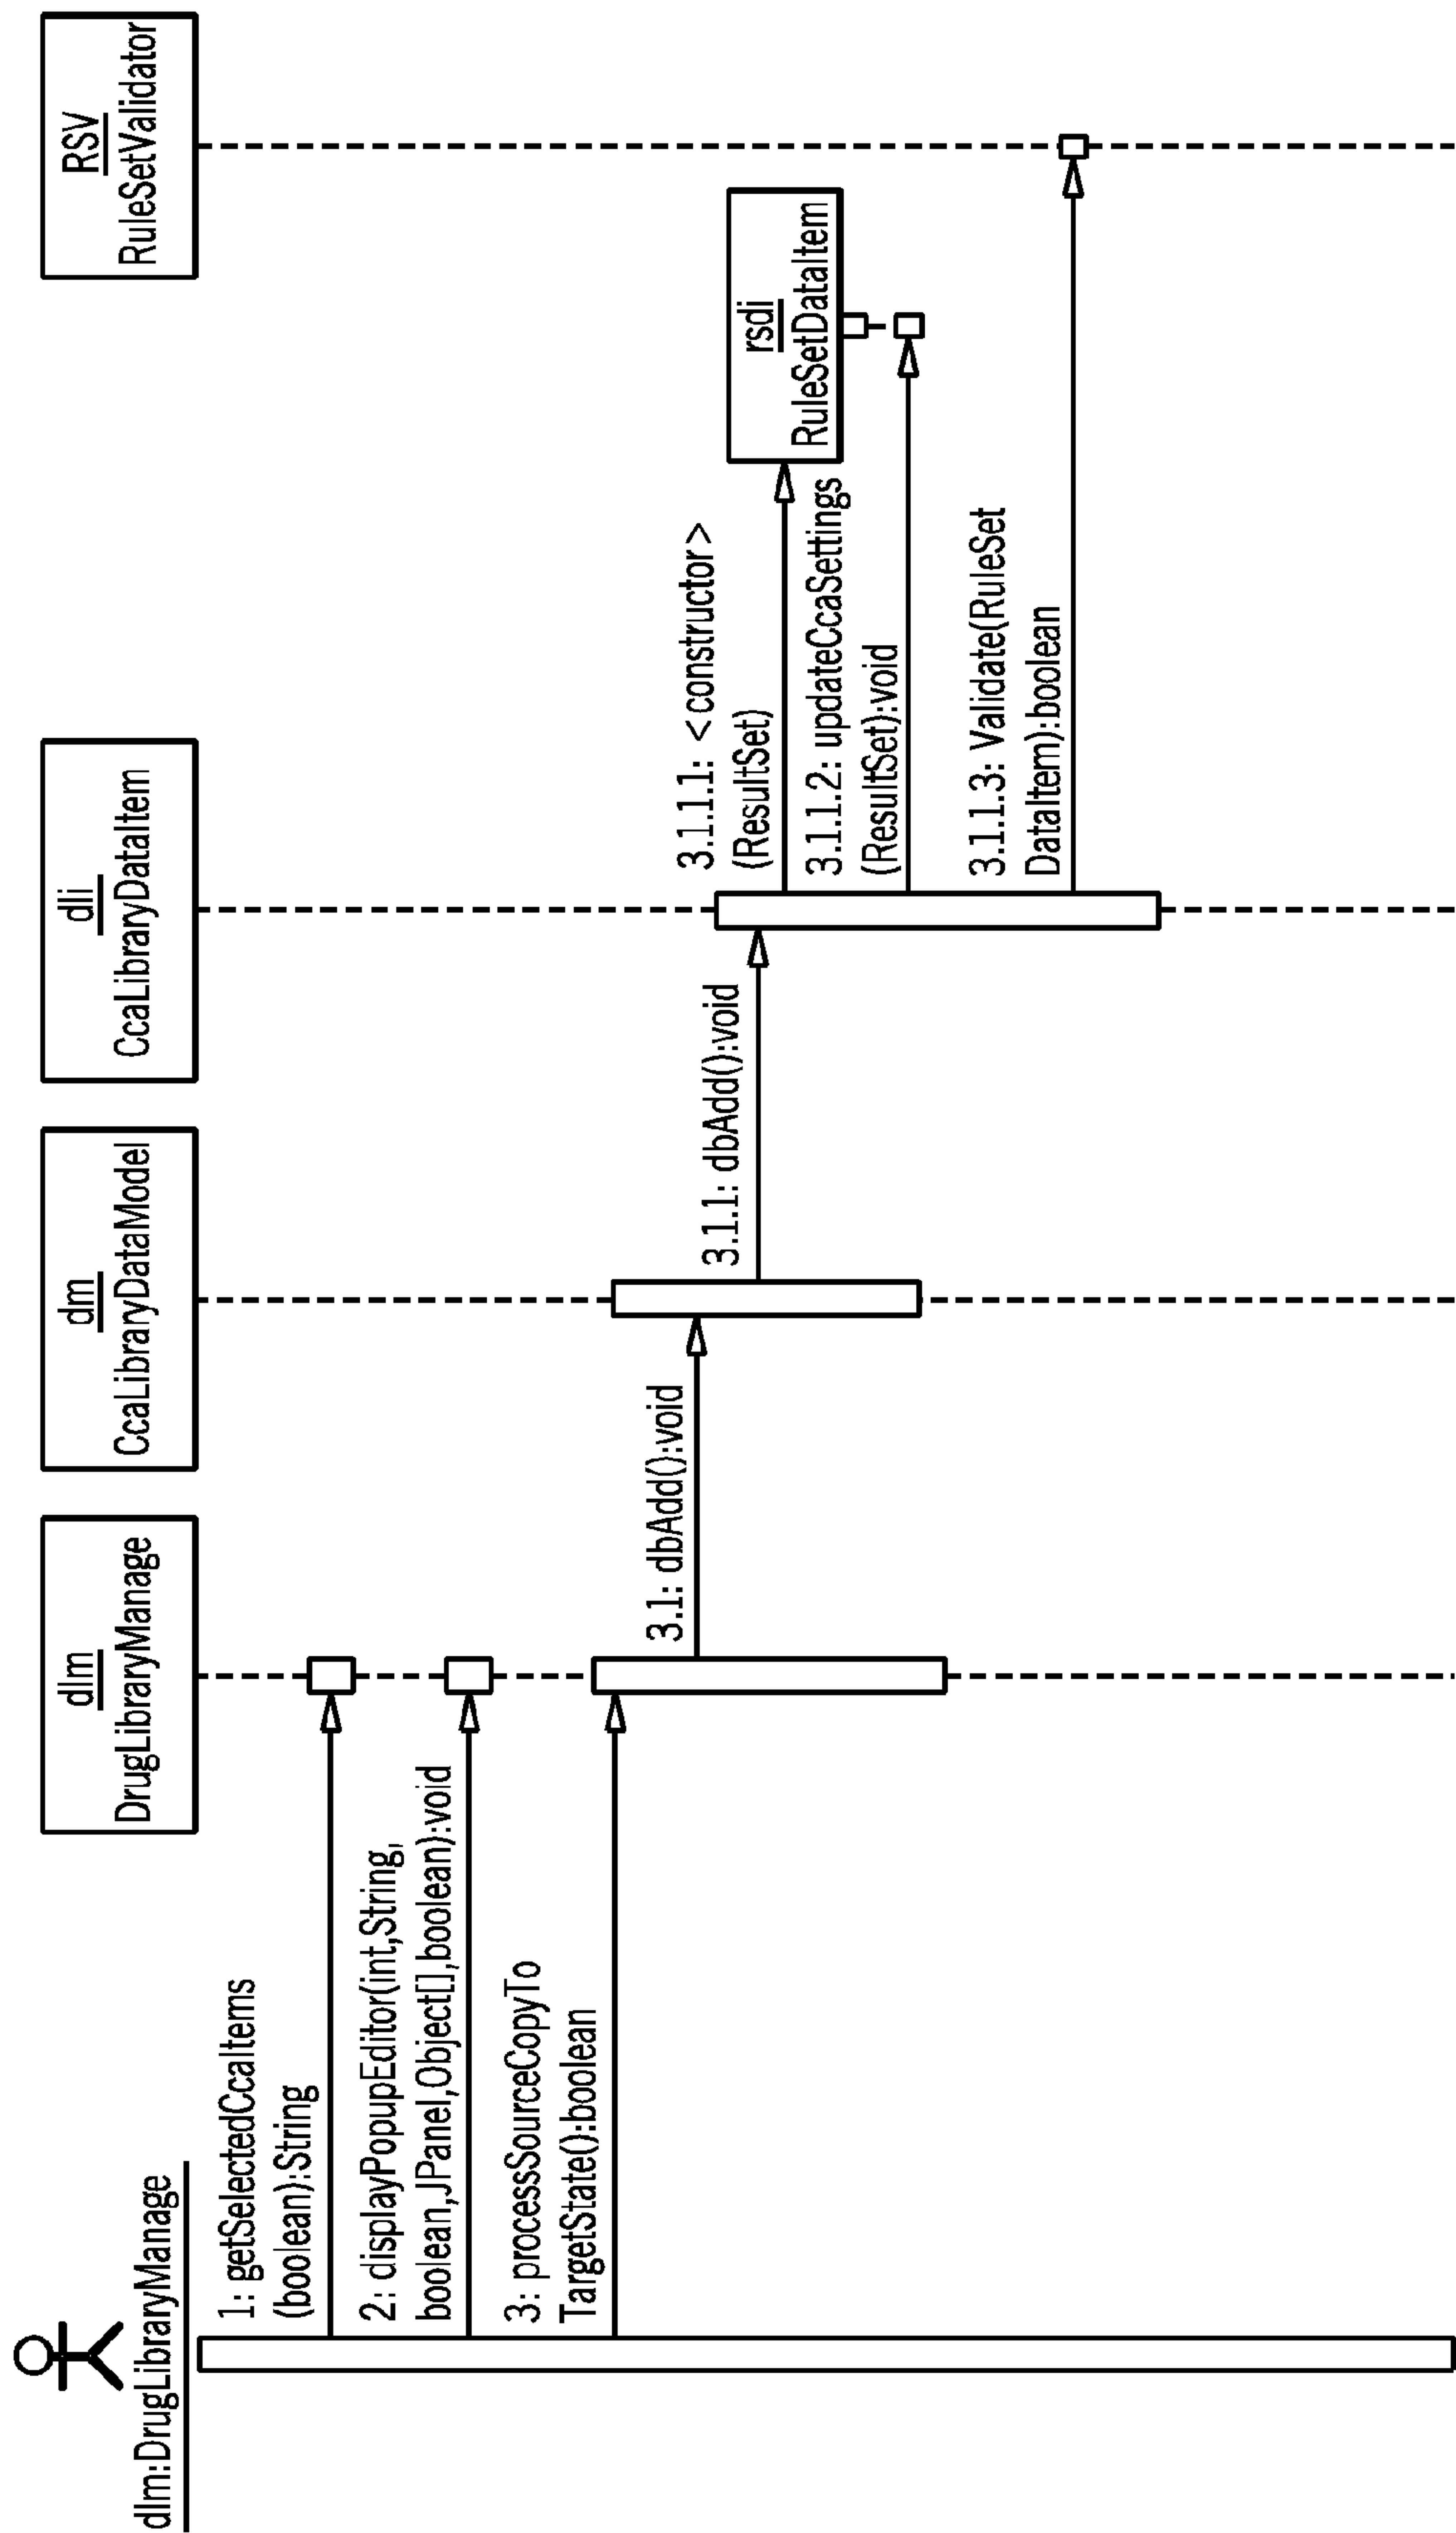 dlm:DrugLibraryManage
dlm
DrugLibraryManage
dm
CcaLibraryDataModel
dli
CcaLibraryDataItem
RSV
RuleSetValidator
1: getSelectedCcaItems
(boolean):String
2: displayPopupEditor(int,String,
boolean,JPanel,Object[],boolean):void
3: processSourceCopyTo
TargetState():boolean
3.1: dbAdd():void
3.1.1: dbAdd():void
3.1.1.1: <constructor>
(ResultSet)
rsdi
RuleSetDataItem
3.1.1.2: updateCcaSettings
(ResultSet):void
3.1.1.3: Validate(RuleSet
DataItem):boolean